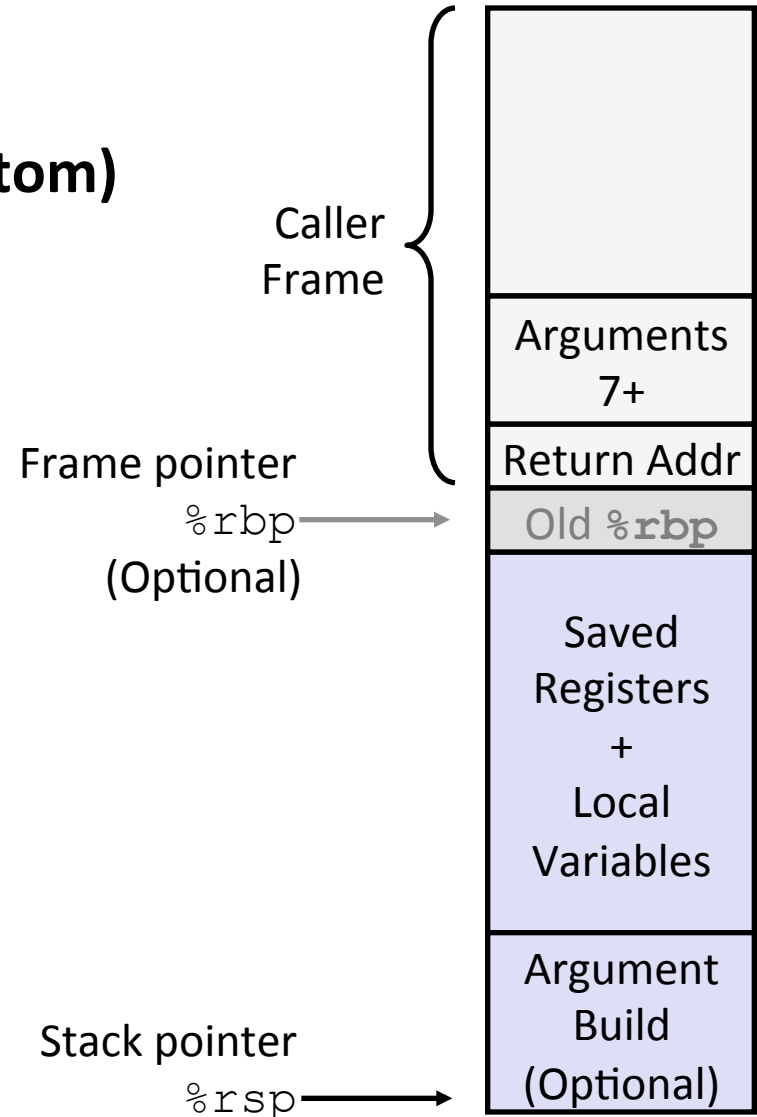 tom)
Caller
Frame
Arguments
7+
Return Addr
Frame pointer
%rbp
(Optional)
Old %rbp
Saved
Registers
+
Local
Variables
Argument
Build
(Optional)
Stack pointer
%rsp